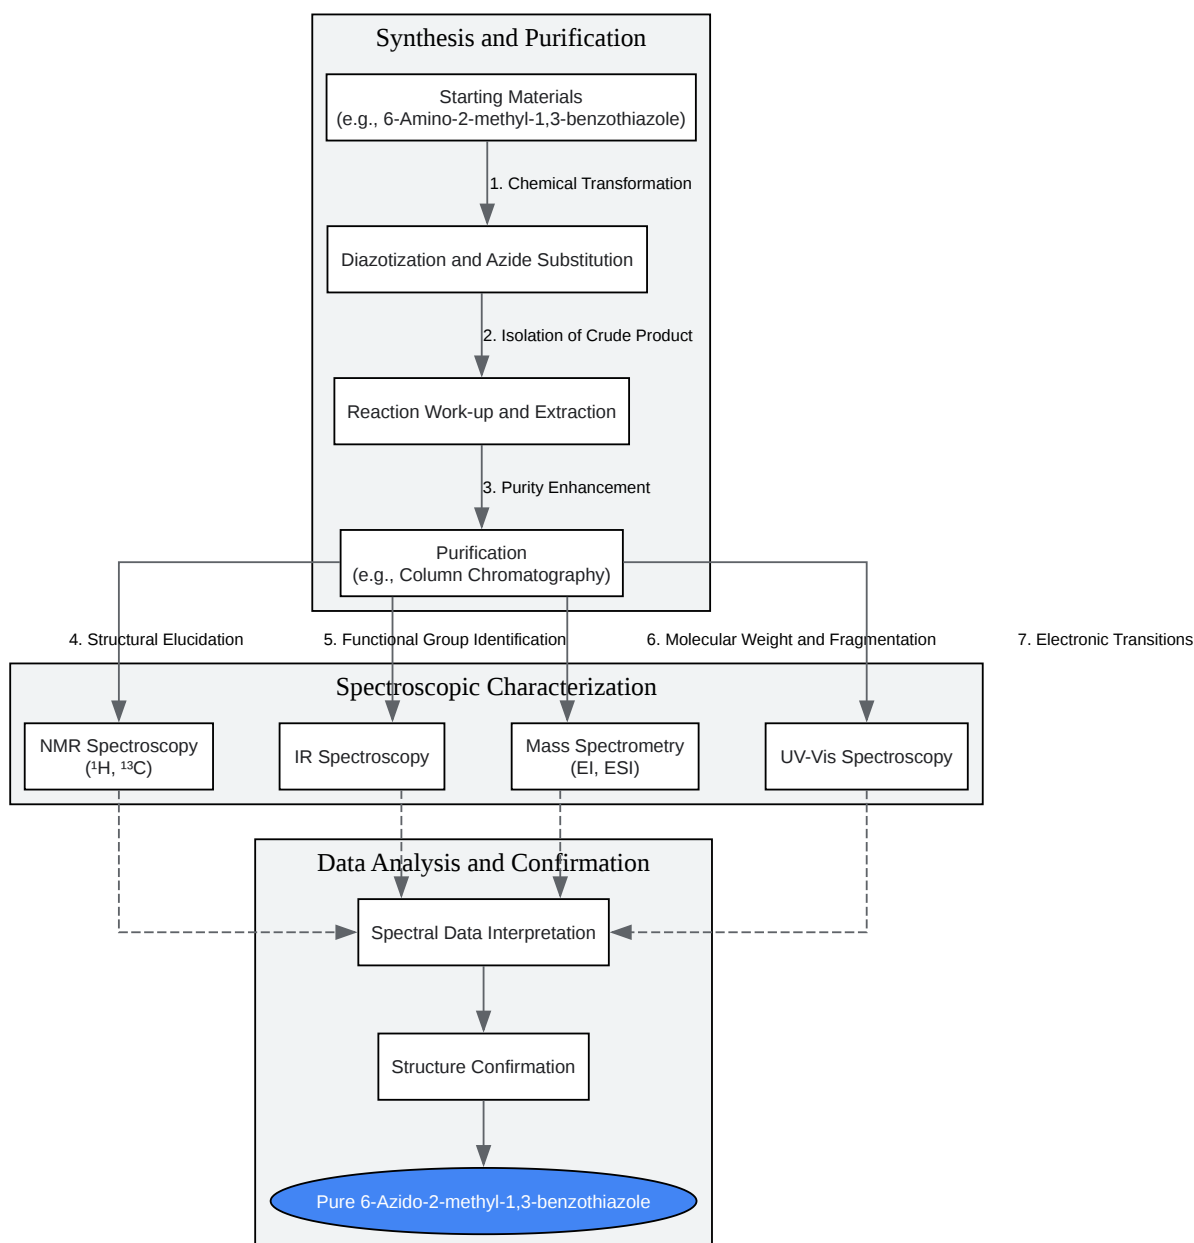 Synthesis and Purification
Starting Materials
(e.g., 6-Amino-2-methyl-1,3-benzothiazole)
1. Chemical Transformation
Diazotization and Azide Substitution
2. Isolation of Crude Product
Reaction Work-up and Extraction
3. Purity Enhancement
Purification
(e.g., Column Chromatography)
4. Structural Elucidation
5. Functional Group Identification
6. Molecular Weight and Fragmentation
7. Electronic Transitions
Spectroscopic Characterization
NMR Spectroscopy
(¹H, ¹³C)
IR Spectroscopy
Mass Spectrometry
(EI, ESI)
UV-Vis Spectroscopy
Data Analysis and Confirmation
Spectral Data Interpretation
Structure Confirmation
Pure 6-Azido-2-methyl-1,3-benzothiazole